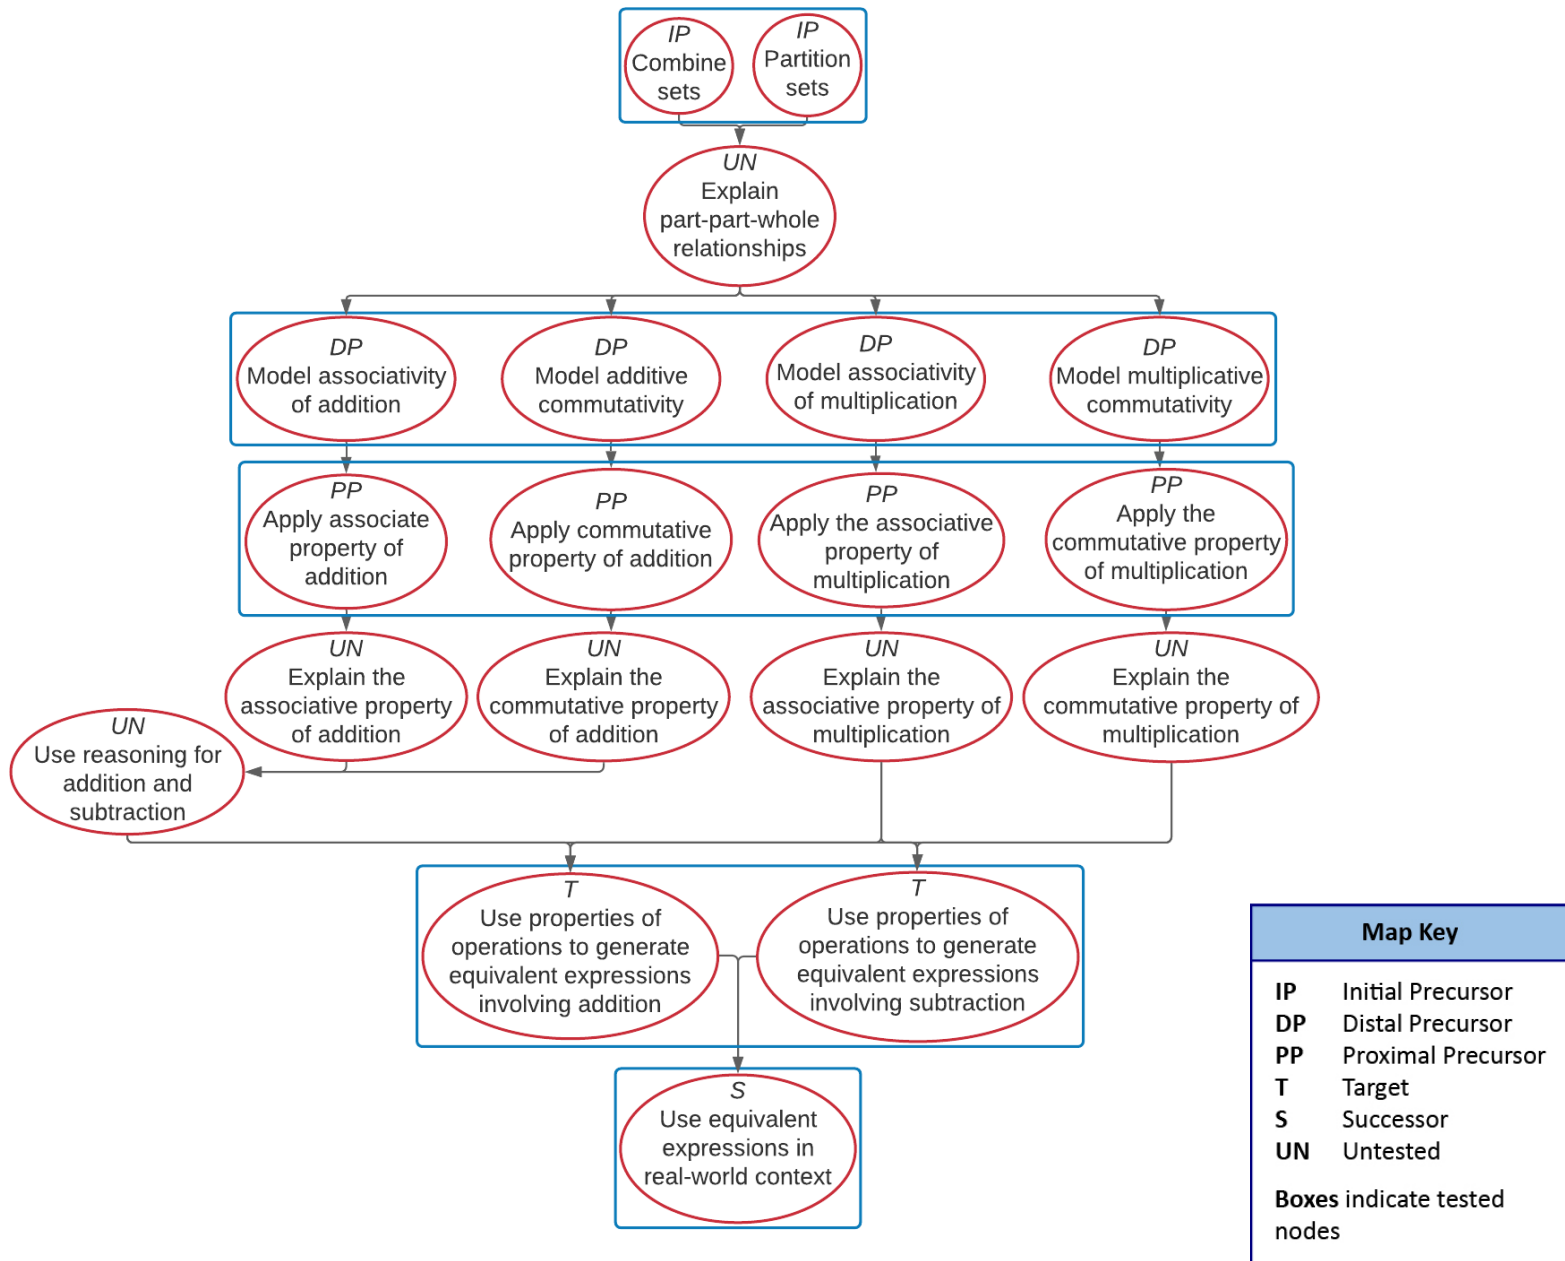 IP
Combine
sets
IP
Partition
sets
UN
Explain
part-part-whole
relationships
DP
Model associativity
of addition
DP
Model additive
commutativity
DP
Model associativity
of multiplication
DP
Model multiplicative
commutativity
PP
Apply associate
property of
addition
PP
Apply commutative
property of addition
PP
Apply the associative
property of
multiplication
PP
Apply the
commutative property
of multiplication
UN
Explain the
associative property
of addition
UN
Explain the
commutative property
of addition
UN
Explain the
associative property of
multiplication
UN
Explain the
commutative property of
multiplication
UN
Use reasoning for
addition and
subtraction
T
Use properties of
operations to generate
equivalent expressions
involving addition
T
Use properties of
operations to generate
equivalent expressions
involving subtraction
S
Use equivalent
expressions in
real-world context
Map Key
IP Initial Precursor
DP Distal Precursor
PP Proximal Precursor
T Target
S Successor
UN Untested
Boxes indicate tested
nodes